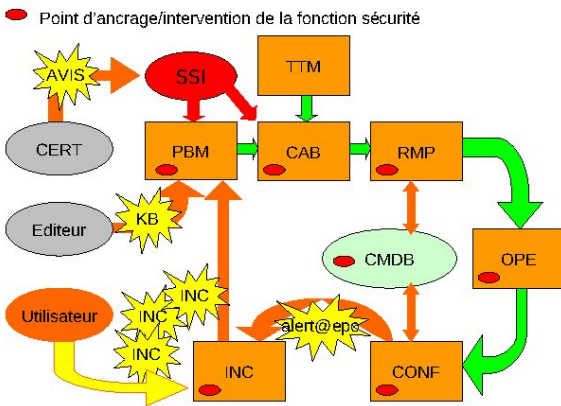 Point d'ancrage/intervention de la fonction sécurité
AVIS
SSI
TTM
CERT
PBM
CAB
RMP
Editeur
KB
CMDB
OPE
Utilisateur
INC
INC
INC
alert@epo
INC
CONF